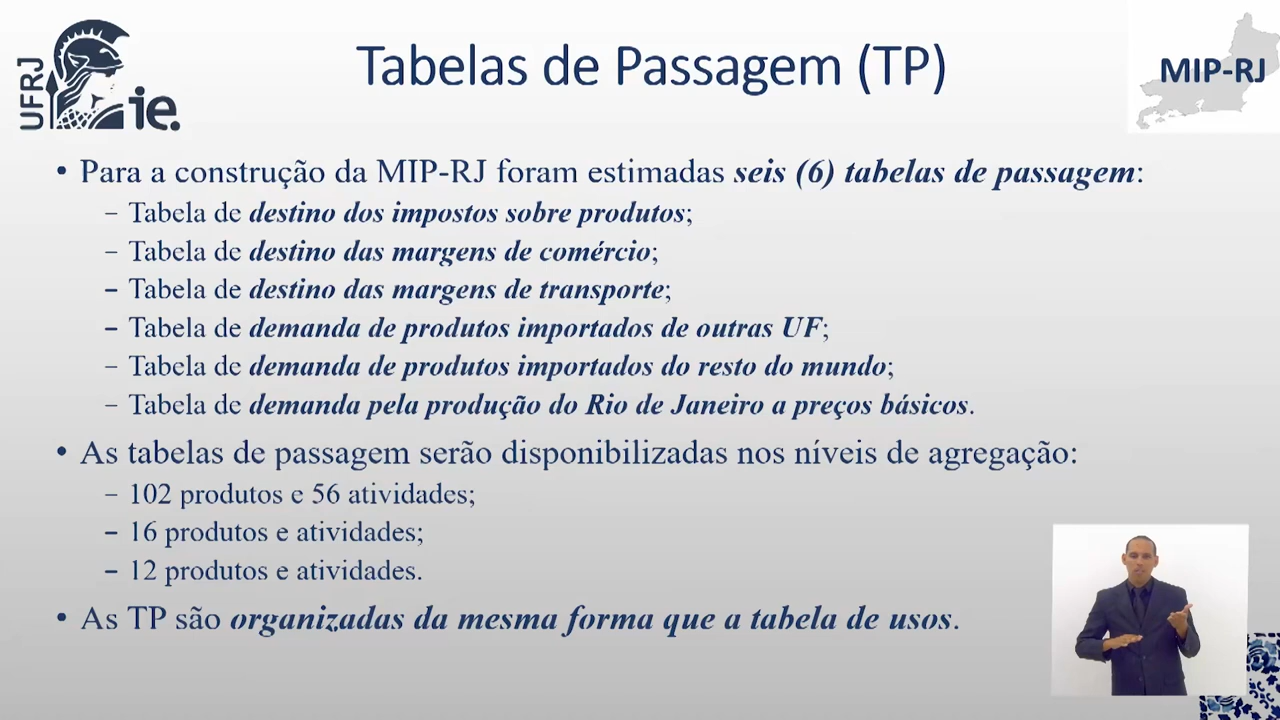 UFRJ
ie.
Tabelas de Passagem (TP)
MIP-RJ
• Para a construção da MIP-RJ foram estimadas seis (6) tabelas de passagem:
– Tabela de destino dos impostos sobre produtos;
– Tabela de destino das margens de comércio;
– Tabela de destino das margens de transporte;
– Tabela de demanda de produtos importados de outras UF;
– Tabela de demanda de produtos importados do resto do mundo;
– Tabela de demanda pela produção do Rio de Janeiro a preços básicos.
• As tabelas de passagem serão disponibilizadas nos níveis de agregação:
– 102 produtos e 56 atividades;
– 16 produtos e atividades;
– 12 produtos e atividades.
• As TP são organizadas da mesma forma que a tabela de usos.